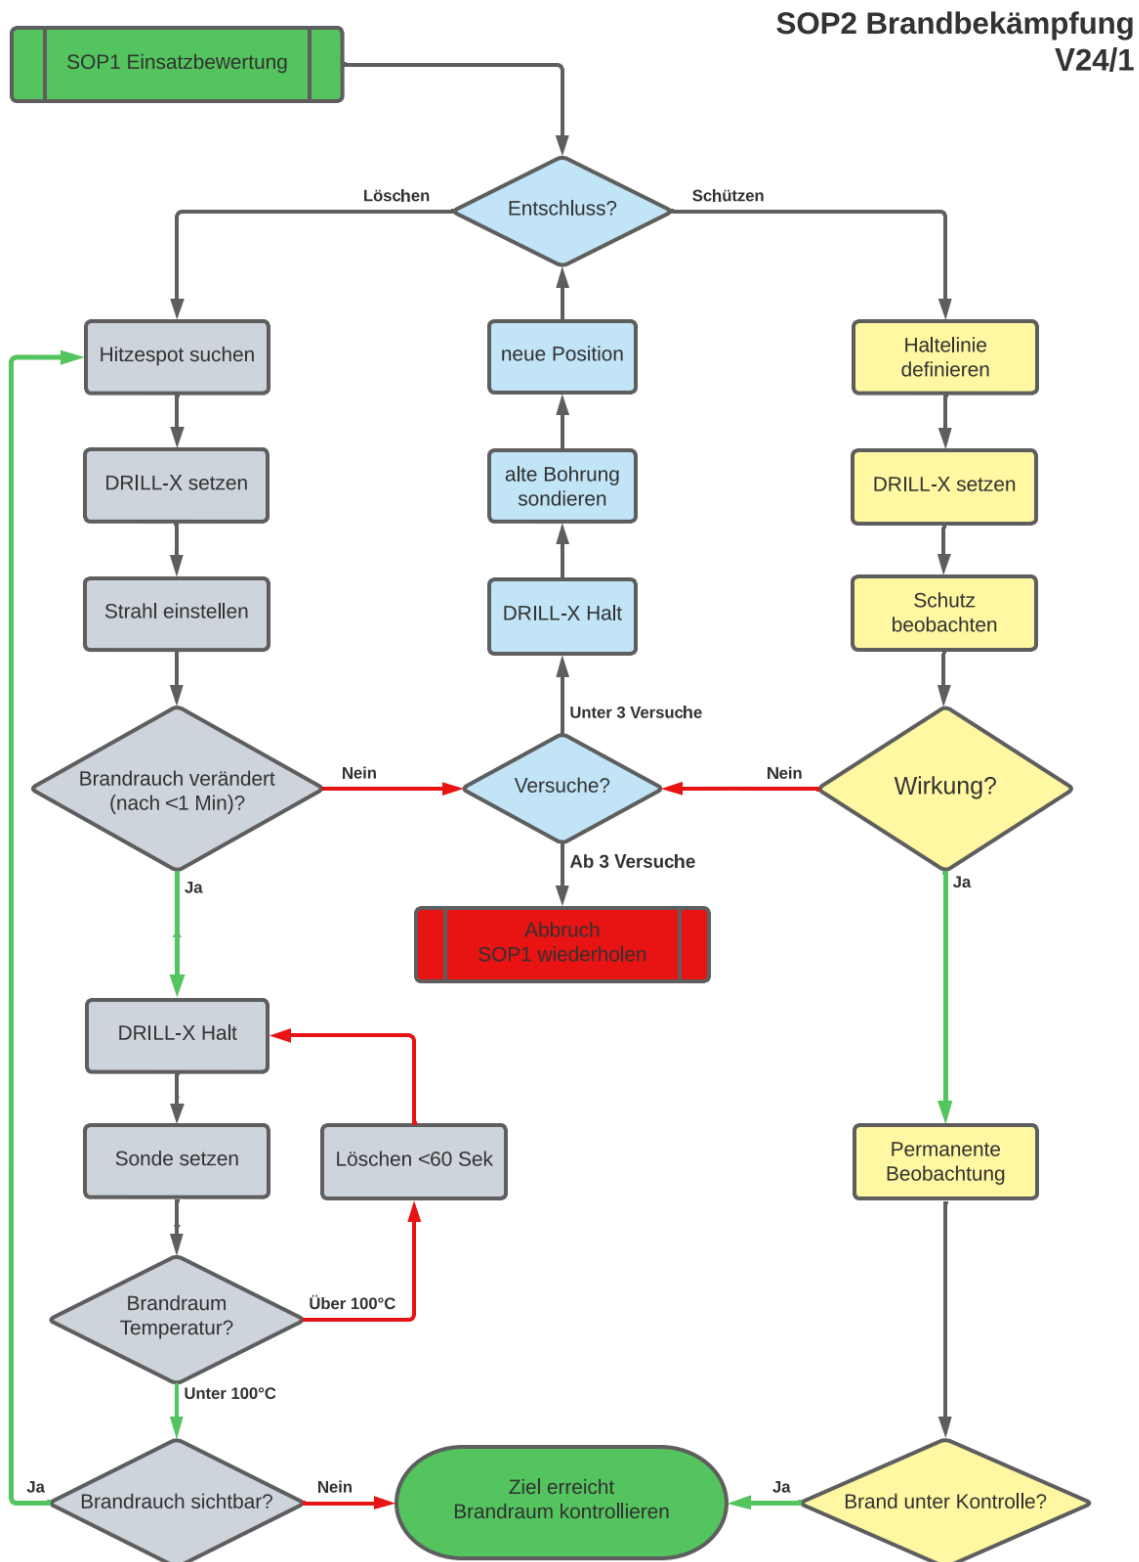 SOP2 Brandbekämpfung
V24/1
SOP1 Einsatzbewertung
Löschen
Entschluss?
Schützen
Hitzespot suchen
neue Position
Haltelinie
definieren
DRILL-X setzen
alte Bohrung
sondieren
DRILL-X setzen
Strahl einstellen
DRILL-X Halt
Schutz
beobachten
Unter 3 Versuche
Brandrauch verändert
(nach <1 Min)?
Nein
Versuche?
Nein
Wirkung?
Ja
Ab 3 Versuche
Ja
Abbruch
SOP1 wiederholen
DRILL-X Halt
Sonde setzen
Löschen <60 Sek
Permanente
Beobachtung
Brandraum
Temperatur?
Über 100°C
Unter 100°C
Ja
Brandrauch sichtbar?
Nein
Ziel erreicht
Brandraum kontrollieren
Ja
Brand unter Kontrolle?